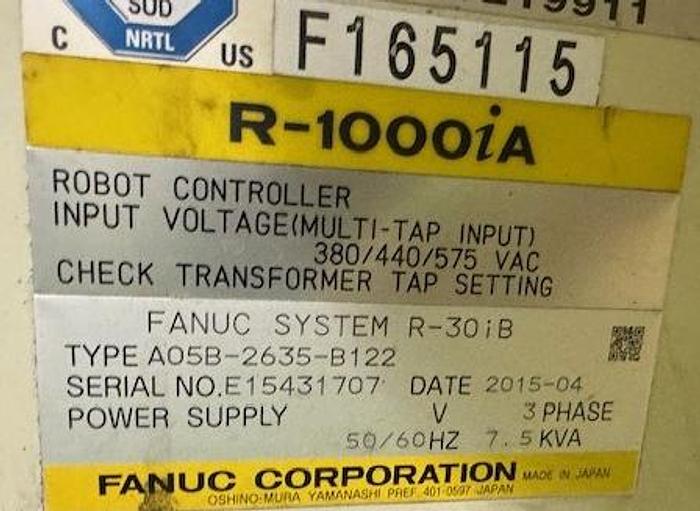 SUD
C NRTL US
F165115
R-1000iA
ROBOT CONTROLLER
INPUT VOLTAGE(MULTI-TAP INPUT)
380/440/575 VAC
CHECK TRANSFORMER TAP SETTING
FANUC SYSTEM R-30iB
TYPE A05B-2635-B122
SERIAL NO.E15431707 DATE 2015-04
POWER SUPPLY V 3 PHASE
50/60HZ 7.5KVA
FANUC CORPORATION MADE IN JAPAN
OSHINO-MURA YAMANASHI PREF. 401-0597 JAPAN